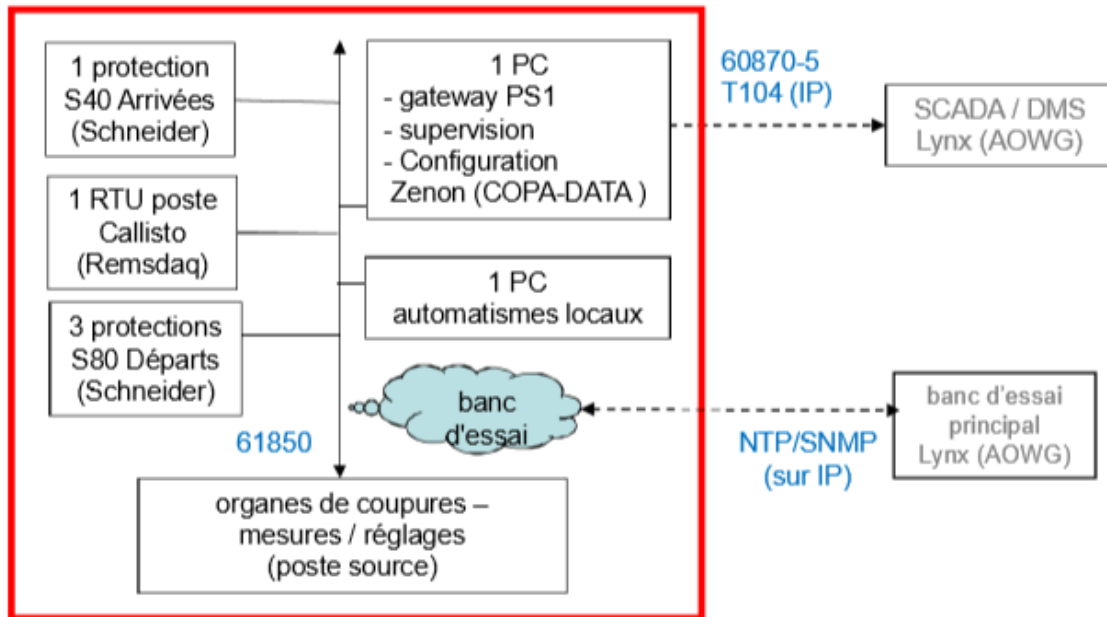 1 protection
S40 Arrivées
(Schneider)
1 RTU poste
Callisto
(Remsdaq)
3 protections
S80 Départs
(Schneider)
1 PC
- gateway PS1
- supervision
- Configuration
Zenon (COPA-DATA )
1 PC
automatismes locaux
banc
d'essai
61850
organes de coupures –
mesures / réglages
(poste source)
60870-5
T104 (IP)
SCADA / DMS
Lynx (AOWG)
NTP/SNMP
(sur IP)
banc d'essai
principal
Lynx (AOWG)